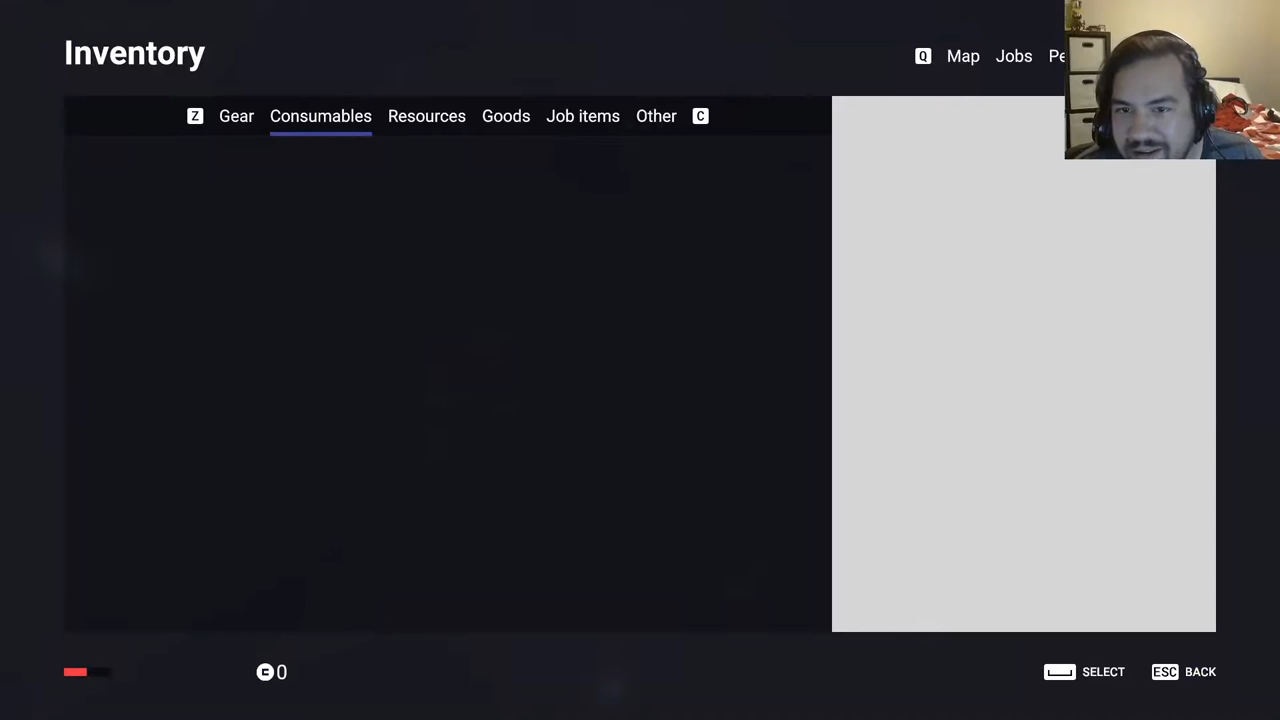 Inventory
Q Map Jobs Pe
Z Gear Consumables Resources Goods Job items Other C
0
SELECT ESC BACK